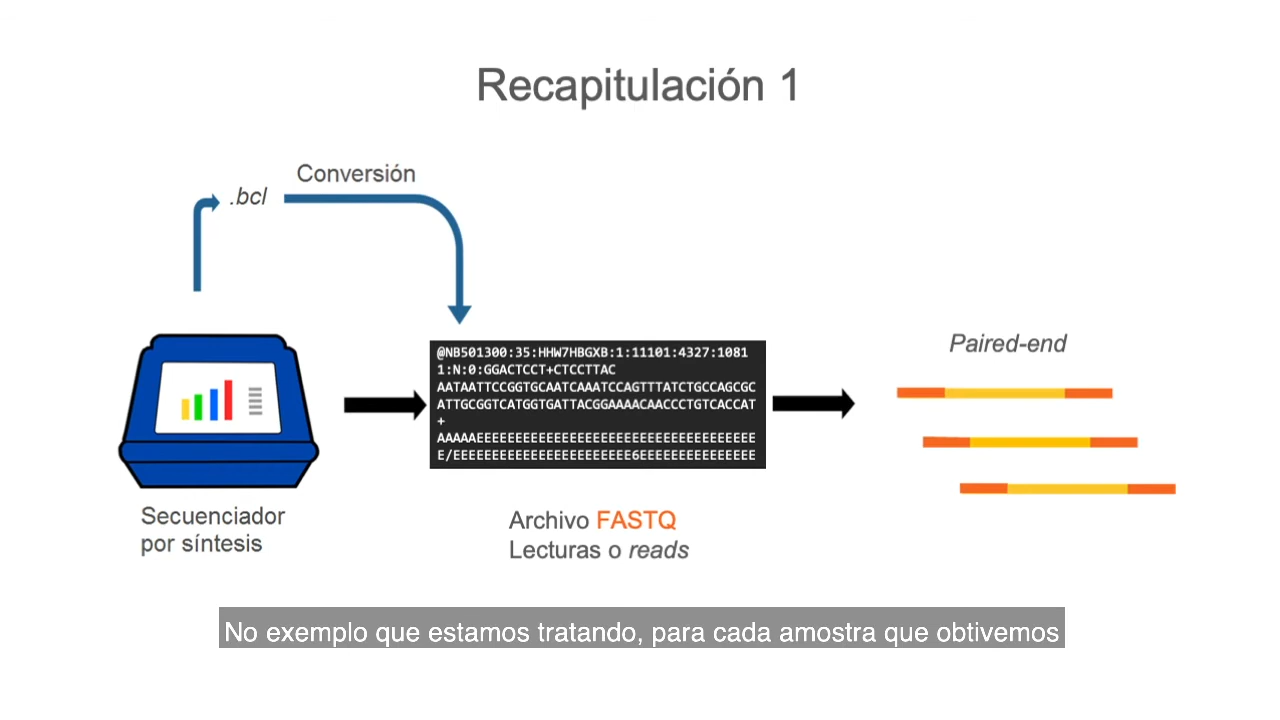 Recapitulación 1
Conversión
.bcl
Paired-end
@NB501300:35:HHW7HBGXB:1:11101:4327:1081
1:N:0:GGACTCCT+CTCCTTAC
AATAATTCCGGTGCAATCAAATCCAGTTTATCTGCCAGCGC
ATTGCGGTCATGGTGATTACGGAAAACAACCCTGTCACCAT
+
AAAAAEEEEEEEEEEEEEEEEEEEEEEEEEEEEEEEEEEEE
E/EEEEEEEEEEEEEEEEEEEEEEE6EEEEEEEEEEEEEEE
Secuenciador
por síntesis
Archivo FASTQ
Lecturas o reads
No exemplo que estamos tratando, para cada amostra que obtivemos